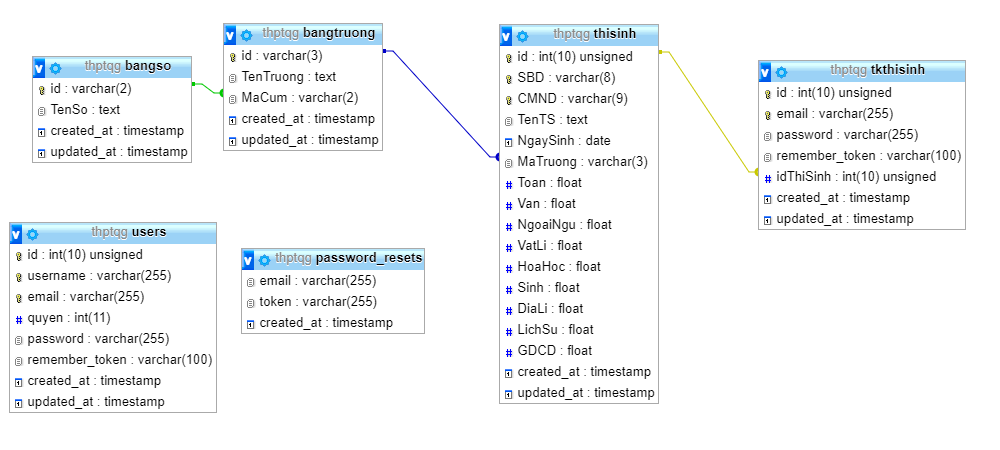 thptqg bangso
id : varchar(2)
TenSo : text
created_at : timestamp
updated_at : timestamp
thptqg bangtruong
id : varchar(3)
TenTruong : text
MaCum : varchar(2)
created_at : timestamp
updated_at : timestamp
thptqg thisinh
id : int(10) unsigned
SBD : varchar(8)
CMND : varchar(9)
TenTS : text
NgaySinh : date
MaTruong : varchar(3)
Toan : float
Van : float
NgoaiNgu : float
VatLi : float
HoaHoc : float
Sinh : float
DiaLi : float
LichSu : float
GDCD : float
created_at : timestamp
updated_at : timestamp
thptqg tkthisinh
id : int(10) unsigned
email : varchar(255)
password : varchar(255)
remember_token : varchar(100)
idThiSinh : int(10) unsigned
created_at : timestamp
updated_at : timestamp
thptqg users
id : int(10) unsigned
username : varchar(255)
email : varchar(255)
quyen : int(11)
password : varchar(255)
remember_token : varchar(100)
created_at : timestamp
updated_at : timestamp
thptqg password_resets
email : varchar(255)
token : varchar(255)
created_at : timestamp